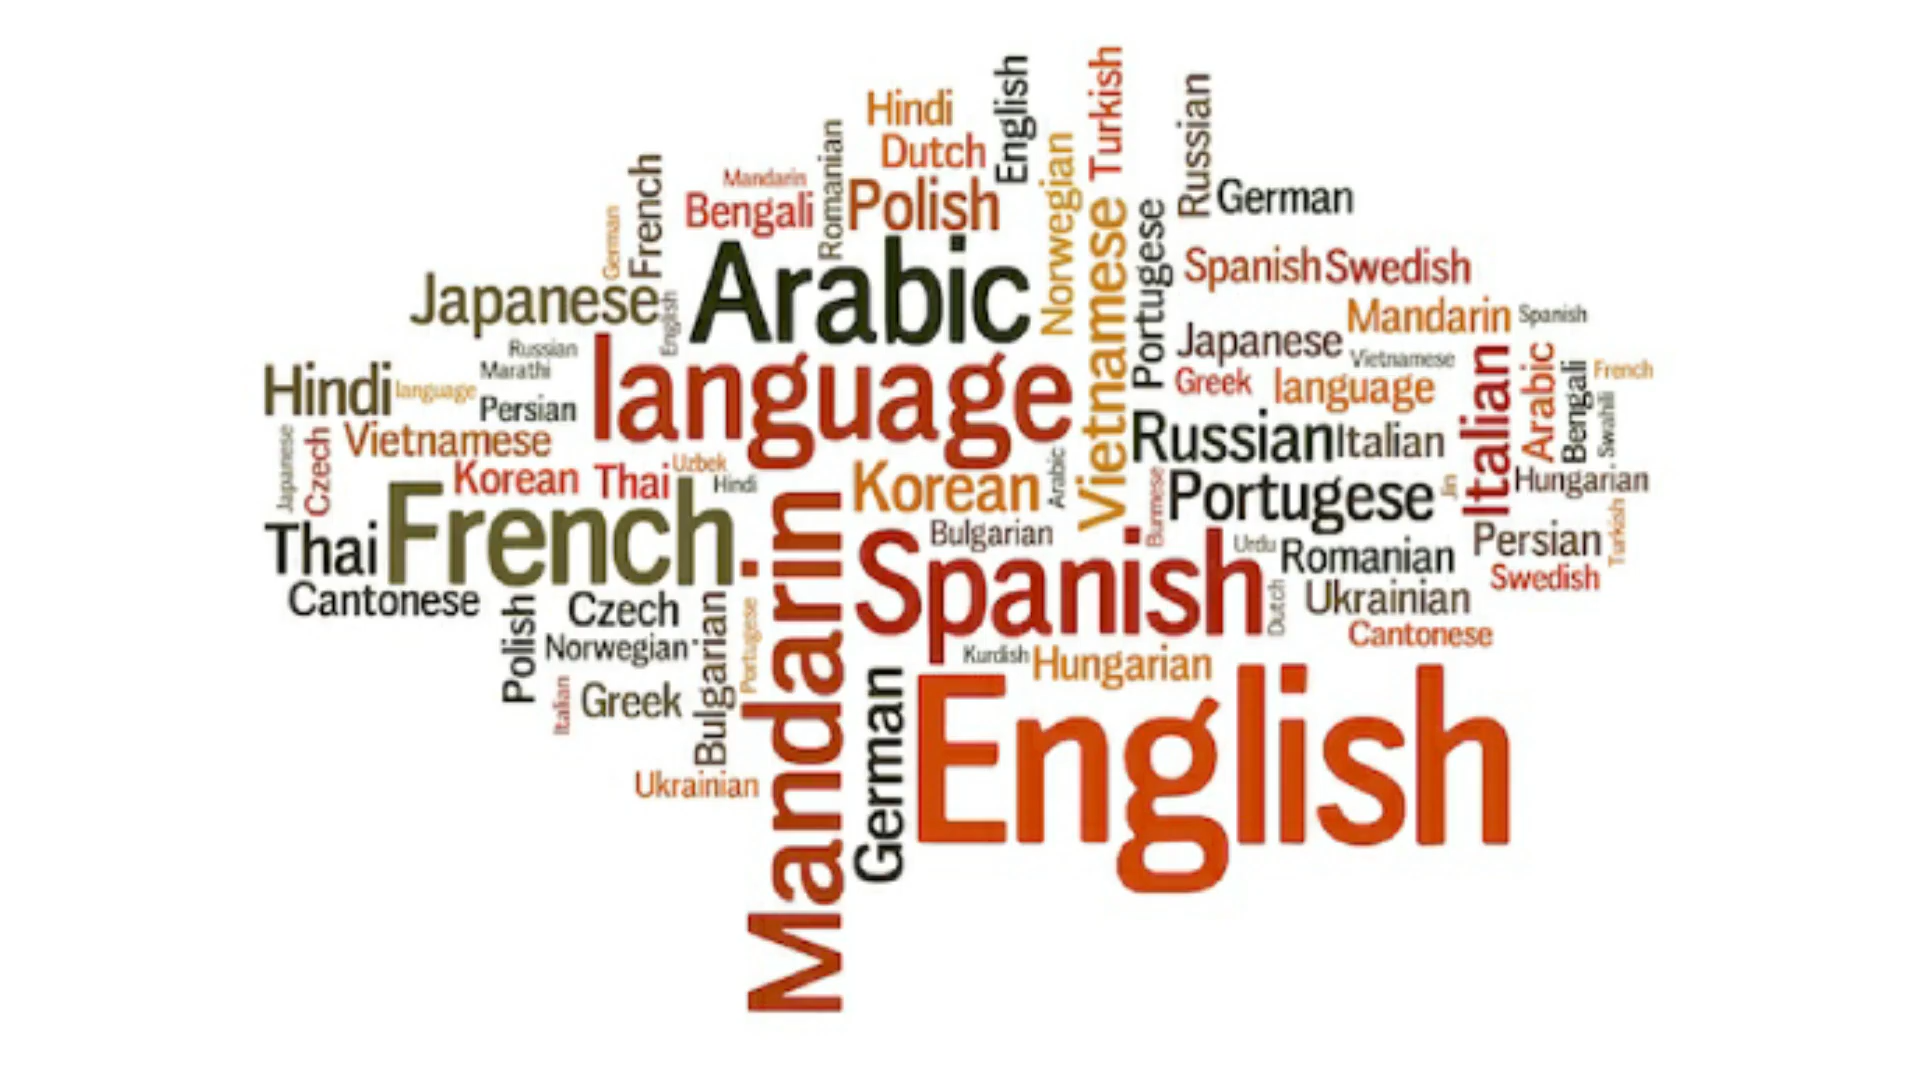 English
Turkish
Russian
Hindi
Dutch
Romanian
Norwegian
French
Mandarin
Bengali
Polish
German
German
Vietnamese
Portugese
Arabic
Spanish
Swedish
Japanese
English
Mandarin
Spanish
Japanese
Vietnamese
Russian
Marathi
language
Greek
language
Italian
Arabic
Bengali
French
Swahili
Hindi
language
Persian
Russian
Italian
Japanese
Czech
Vietnamese
Korean
Thai
Uzbek
Hindi
Korean
Arabic
Burmese
Portugese
Jin
Hungarian
French
Mandarin
Bulgarian
Thai
Spanish
Urdu
Romanian
Persian
Turkish
Swedish
Cantonese
Polish
Czech
Bulgarian
Portugese
Dutch
Ukrainian
Cantonese
Norwegian
Kurdish
Hungarian
Italian
Greek
German
English
Ukrainian